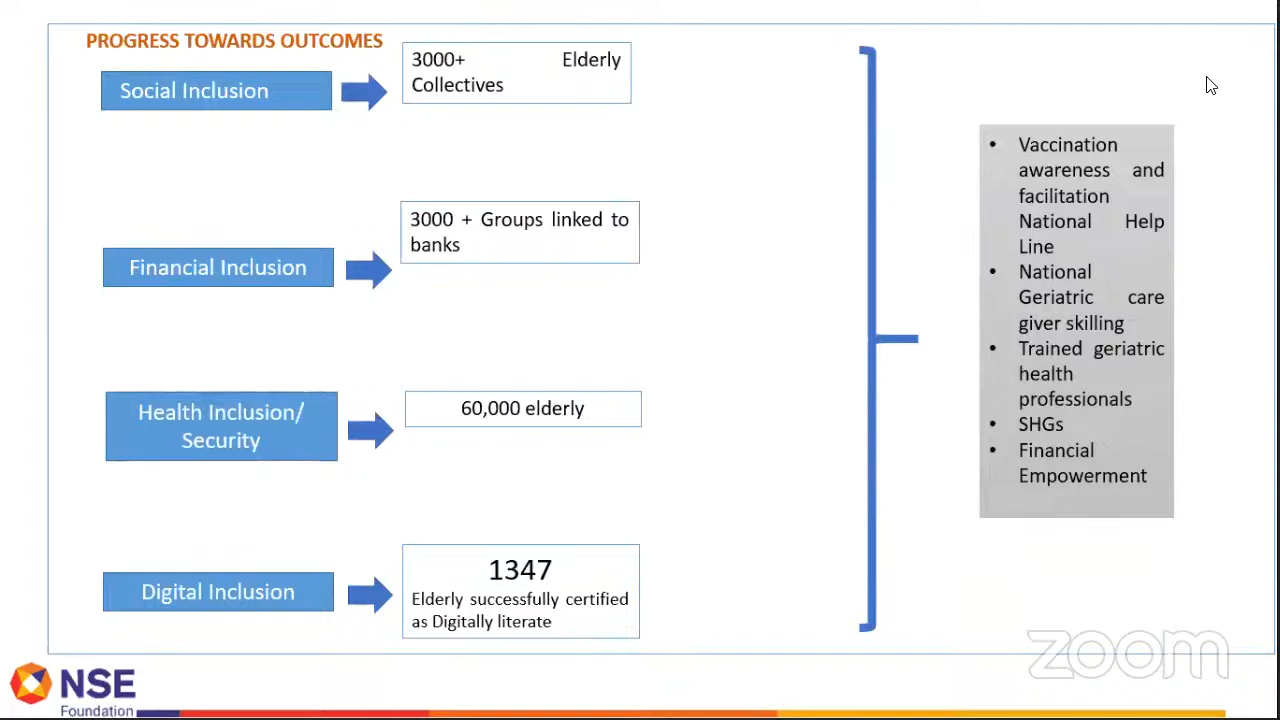 PROGRESS TOWARDS OUTCOMES
Social Inclusion
3000+ Elderly
Collectives
Financial Inclusion
3000 + Groups linked to
banks
Health Inclusion/
Security
60,000 elderly
Digital Inclusion
1347
Elderly successfully certified
as Digitally literate
• Vaccination
awareness and
facilitation
National Help
Line
• National
Geriatric care
giver skilling
• Trained geriatric
health
professionals
• SHGs
• Financial
Empowerment
zoom
NSE
Foundation